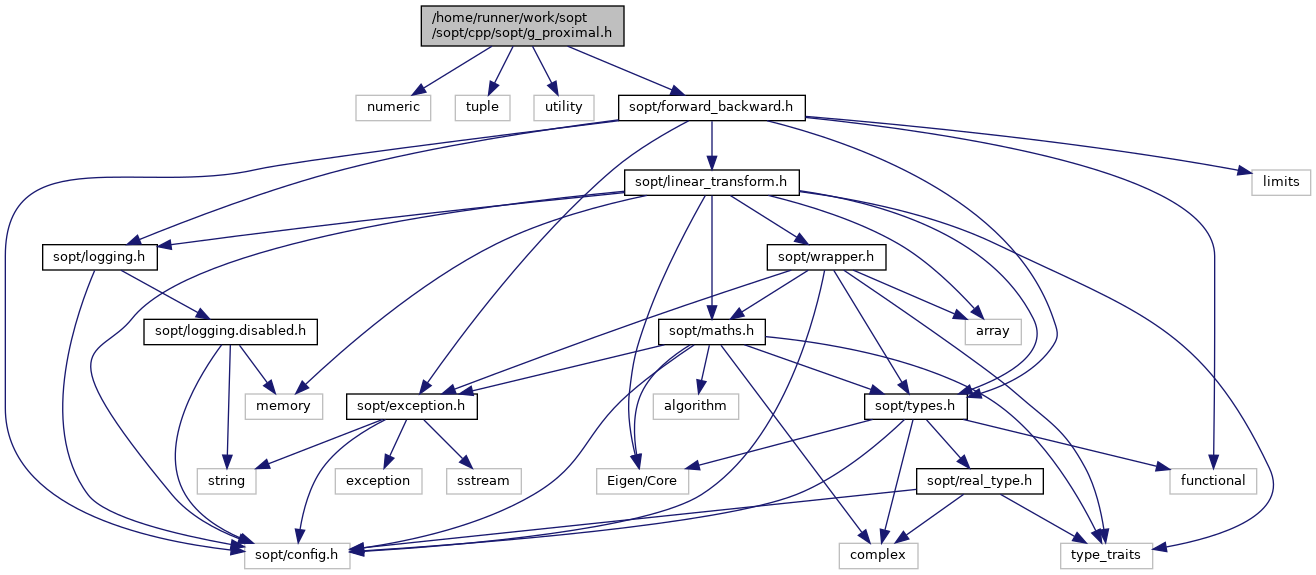 /home/runner/work/sopt
/sopt/cpp/sopt/g_proximal.h
numeric
tuple
utility
sopt/forward_backward.h
sopt/linear_transform.h
limits
sopt/logging.h
sopt/wrapper.h
sopt/logging.disabled.h
sopt/maths.h
array
memory
sopt/exception.h
algorithm
sopt/types.h
string
exception
sstream
Eigen/Core
sopt/real_type.h
functional
sopt/config.h
complex
type_traits